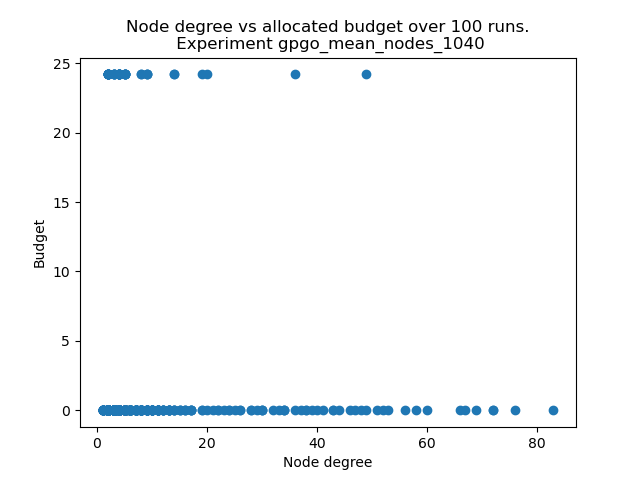 Node degree vs allocated budget over 100 runs.
Experiment gpgo_mean_nodes_1040
25
20
15
10
5
0
Budget
0 20 40 60 80
Node degree